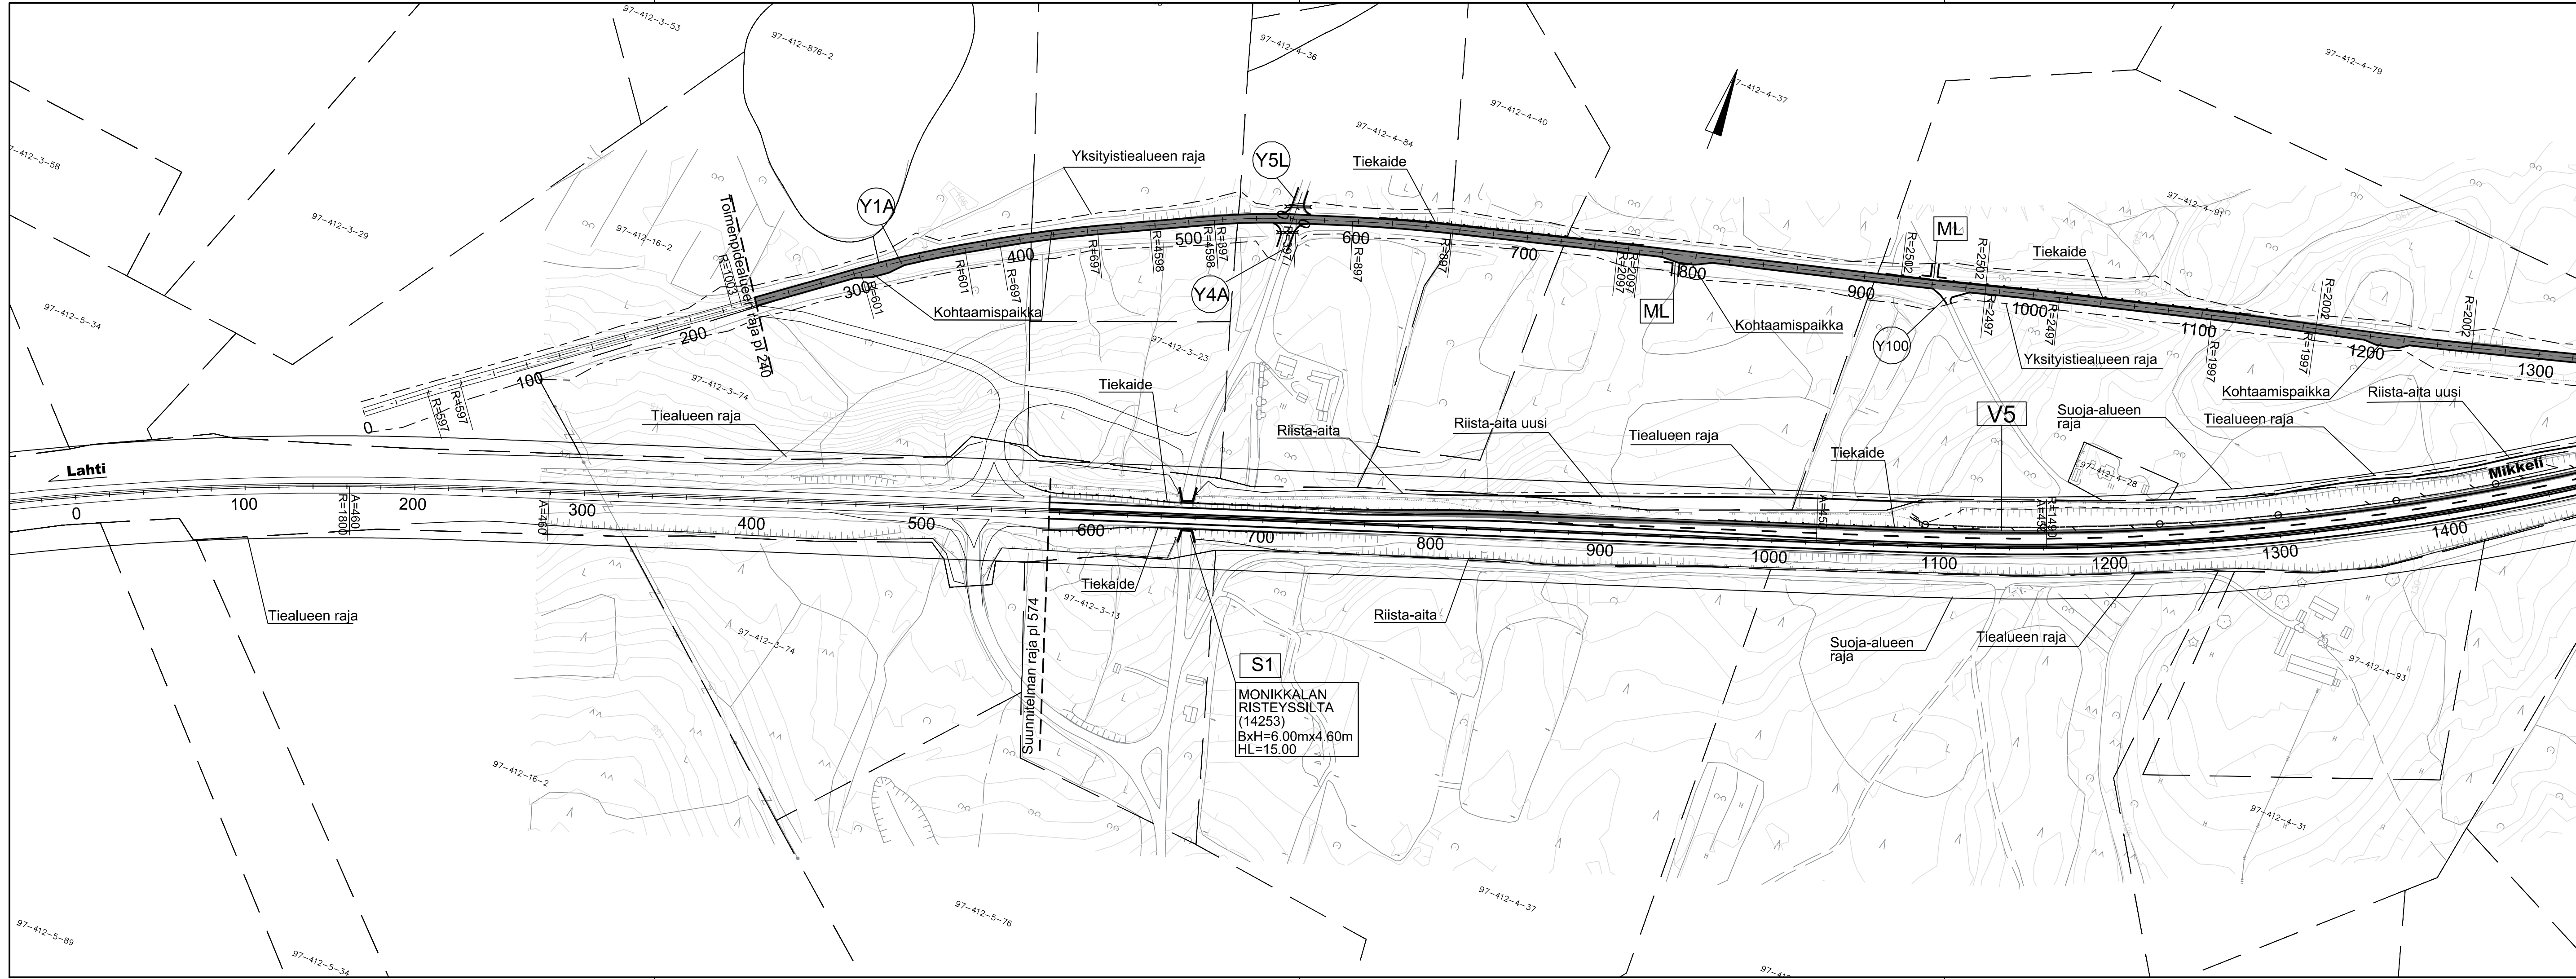 97-412-3-53
97-412-876-2
97-412-4-36
97-412-4-79
97-412-4-37
97-412-4-40
97-412-4-84
97-412-3-29
97-412-16-2
97-412-4-91
97-412-5-34
Yksityistiealueen raja
Y5L
Tiekaide
Y1A
ML
Tiekaide
Toimenpidealueen raja pl 240
R=1003
0
100
200
300
400
500
600
700
800
900
1000
1100
1200
1300
R=597
R=597
R=601
R=601
R=697
R=697
R=4598
R=4598
R=897
R=897
R=897
R=2097
R=2097
R=2502
R=2502
R=2497
R=2497
R=1997
R=2002
R=1997
R=2002
Kohtaamispaikka
Y4A
ML
Kohtaamispaikka
Y100
Yksityistiealueen raja
Kohtaamispaikka
97-412-3-23
97-412-3-74
Tiealueen raja
Tiekaide
Riista-aita
Riista-aita uusi
Tiealueen raja
Tiekaide
V5
Suoja-alueen
raja
Tiealueen raja
Riista-aita uusi
97-412-4-28
Lahti
Mikkeli
0
100
200
300
400
500
600
700
800
900
1000
1100
1200
1300
1400
R=1800
A=460
A=460
R=1490
Tiealueen raja
Suunnitelman raja pl 574
Tiekaide
97-412-3-13
97-412-3-74
Riista-aita
Suoja-alueen
raja
Tiealueen raja
97-412-4-93
S1
MONIKKALAN
RISTEYSSILTA
(14253)
BxH=6.00mx4.60m
HL=15.00
97-412-16-2
97-412-4-31
97-412-5-76
97-412-4-37
97-412-5-89
97-412-5-34